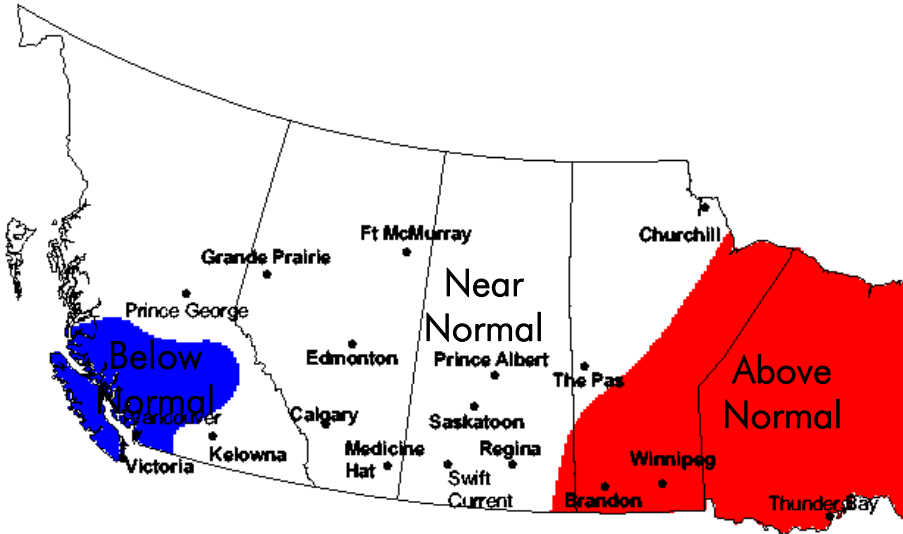 Churchill
Ft McMurray
Grande Prairie
Near
Normal
Prince George
Below
Normal
Edmonton
Prince Albert
The Pas
Above
Normal
Vancouver
Calgary
Saskatoon
Victoria
Kelowna
Medicine
Hat
Regina
Swift
Current
Winnipeg
Brandon
Thunder Bay